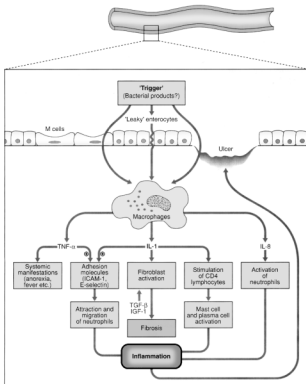 'Trigger'
(Bacterial products?)
'Leaky' enterocytes
M cells
Ulcer
Macrophages
TNF-α
IL-1
IL-8
Systemic
manifestations
(anorexia,
fever etc.)
Adhesion
molecules
(ICAM-1,
E-selectin)
Fibroblast
activation
Stimulation
of CD4
lymphocytes
Activation
of
neutrophils
Attraction and
migration
of neutrophils
TGF-β
IGF-1
Mast cell
and plasma cell
activation
Fibrosis
Inflammation